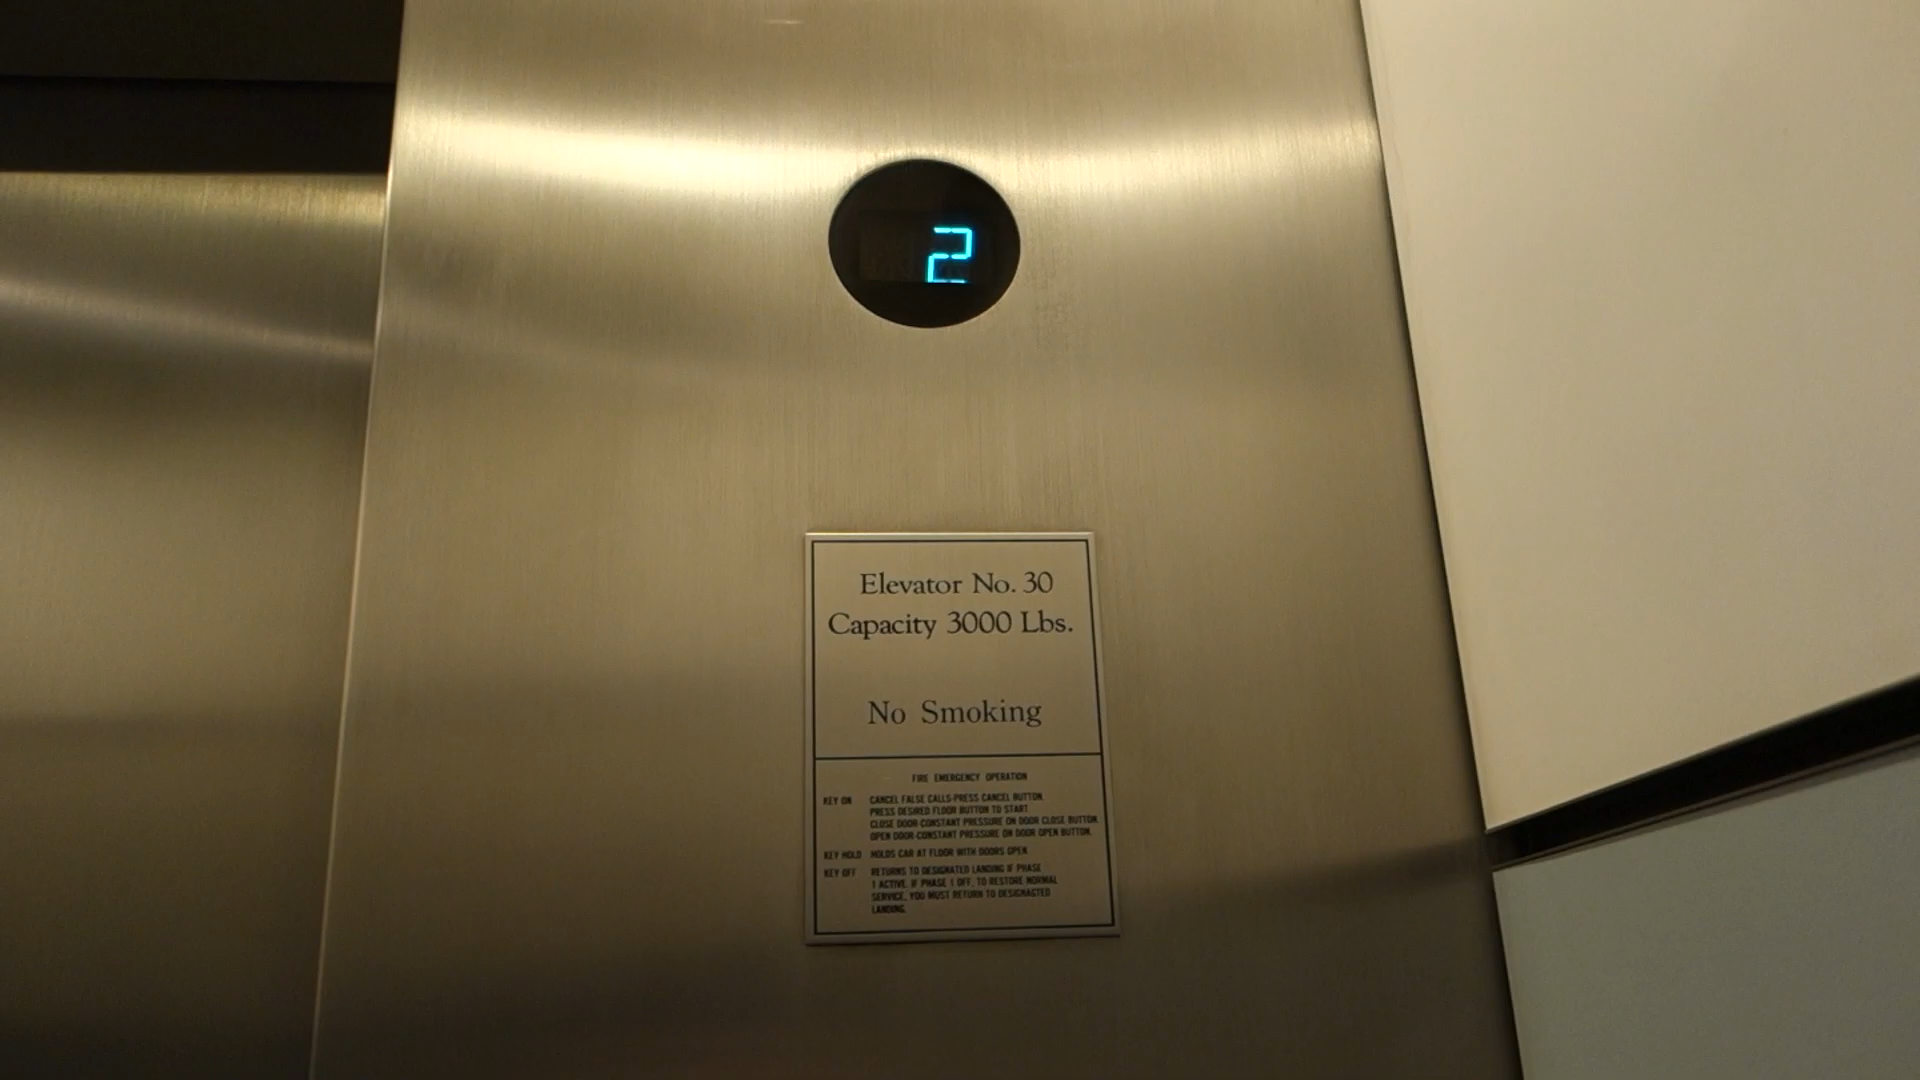 2
Elevator No. 30
Capacity 3000 Lbs.
No Smoking
FIRE EMERGENCY OPERATION
KEY ON CANCEL FALSE CALLS-PRESS CANCEL BUTTON.
PRESS DESIRED FLOOR BUTTON TO START.
CLOSE DOOR-CONSTANT PRESSURE ON DOOR CLOSE BUTTON.
OPEN DOOR-CONSTANT PRESSURE ON DOOR OPEN BUTTON.
KEY HOLD HOLDS CAR AT FLOOR WITH DOORS OPEN.
KEY OFF RETURNS TO DESIGNATED LANDING IF PHASE
1 ACTIVE. IF PHASE 1 OFF, TO RESTORE NORMAL
SERVICE, YOU MUST RETURN TO DESIGNASTED
LANDING.